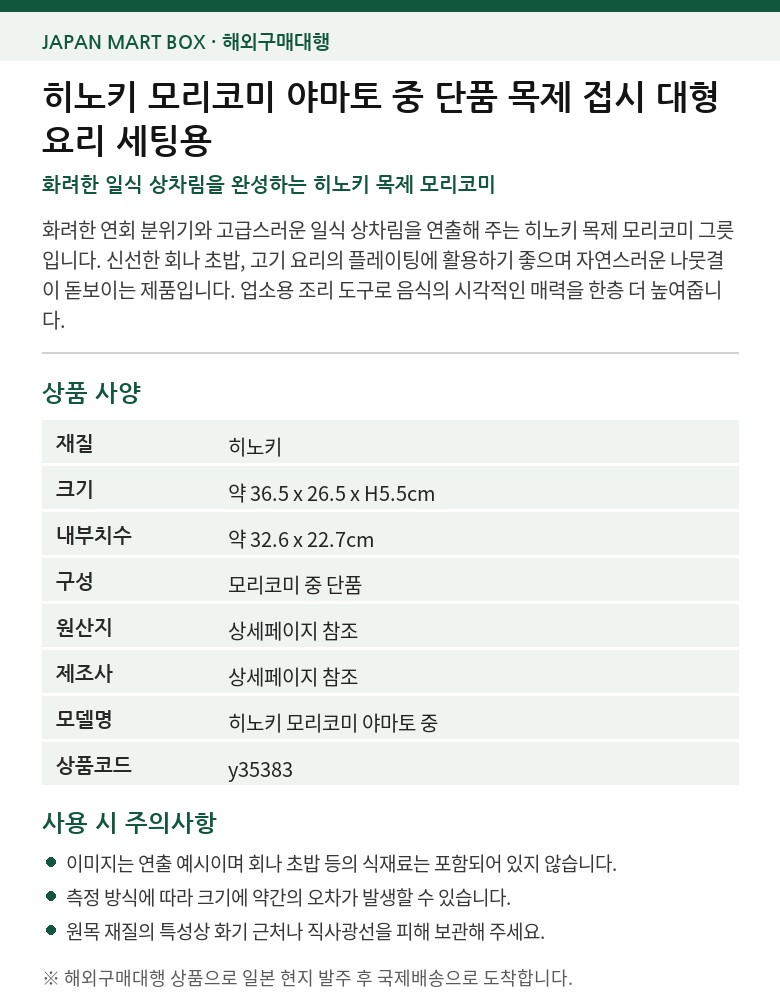 JAPAN MART BOX · 해외구매대행
히노키 모리코미 야마토 중 단품 목제 접시 대형
요리 세팅용
화려한 일식 상차림을 완성하는 히노키 목제 모리코미
화려한 연회 분위기와 고급스러운 일식 상차림을 연출해 주는 히노키 목제 모리코미 그릇
입니다. 신선한 회나 초밥, 고기 요리의 플레이팅에 활용하기 좋으며 자연스러운 나뭇결
이 돋보이는 제품입니다. 업소용 조리 도구로 음식의 시각적인 매력을 한층 더 높여줍니
다.
상품 사양
재질 히노키
크기 약 36.5 x 26.5 x H5.5cm
내부치수 약 32.6 x 22.7cm
구성 모리코미 중 단품
원산지 상세페이지 참조
제조사 상세페이지 참조
모델명 히노키 모리코미 야마토 중
상품코드 y35383
사용 시 주의사항
● 이미지는 연출 예시이며 회나 초밥 등의 식재료는 포함되어 있지 않습니다.
● 측정 방식에 따라 크기에 약간의 오차가 발생할 수 있습니다.
● 원목 재질의 특성상 화기 근처나 직사광선을 피해 보관해 주세요.
※ 해외구매대행 상품으로 일본 현지 발주 후 국제배송으로 도착합니다.